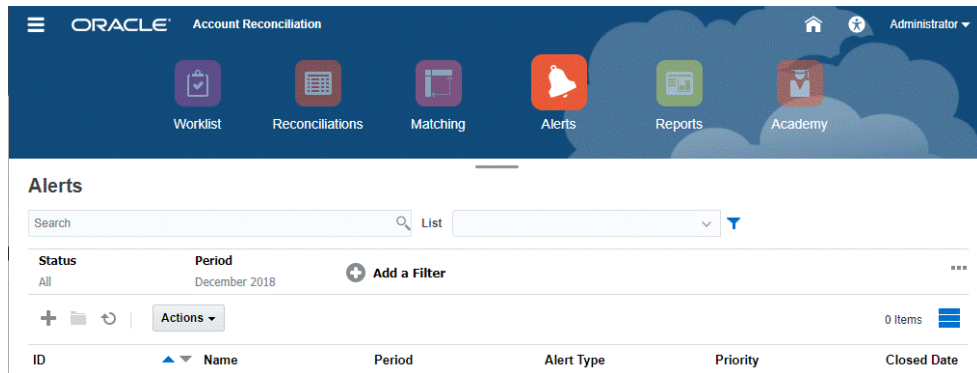 ORACLE® Account Reconciliation Administrator
Worklist Reconciliations Matching Alerts Reports Academy
Alerts
Search List
Status Period
All December 2018 Add a Filter
Actions 0 Items
ID Name Period Alert Type Priority Closed Date